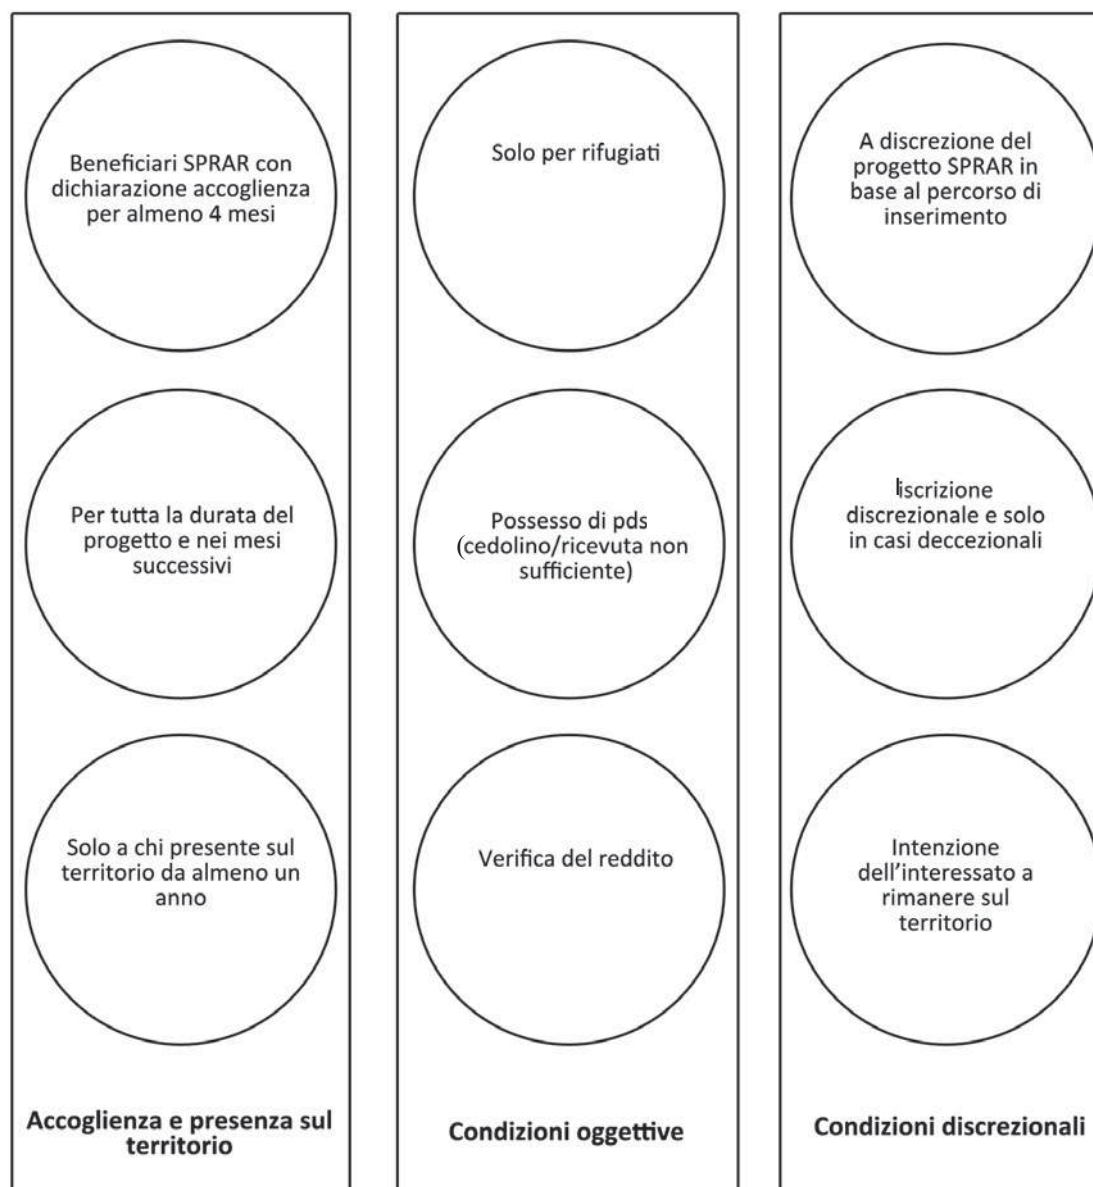 Beneficiari SPRAR con
dichiarazione accoglienza
per almeno 4 mesi
Per tutta la durata del
progetto e nei mesi
successivi
Solo a chi presente sul
territorio da almeno un
anno
Accoglienza e presenza sul
territorio
Solo per rifugiati
Possesso di pds
(cedolino/ricevuta non
sufficiente)
Verifica del reddito
Condizioni oggettive
A discrezione del
progetto SPRAR in
base al percorso di
inserimento
Iiscrizione
discrezionale e solo
in casi deccezionali
Intenzione
dell'interessato a
rimanere sul
territorio
Condizioni discrezionali